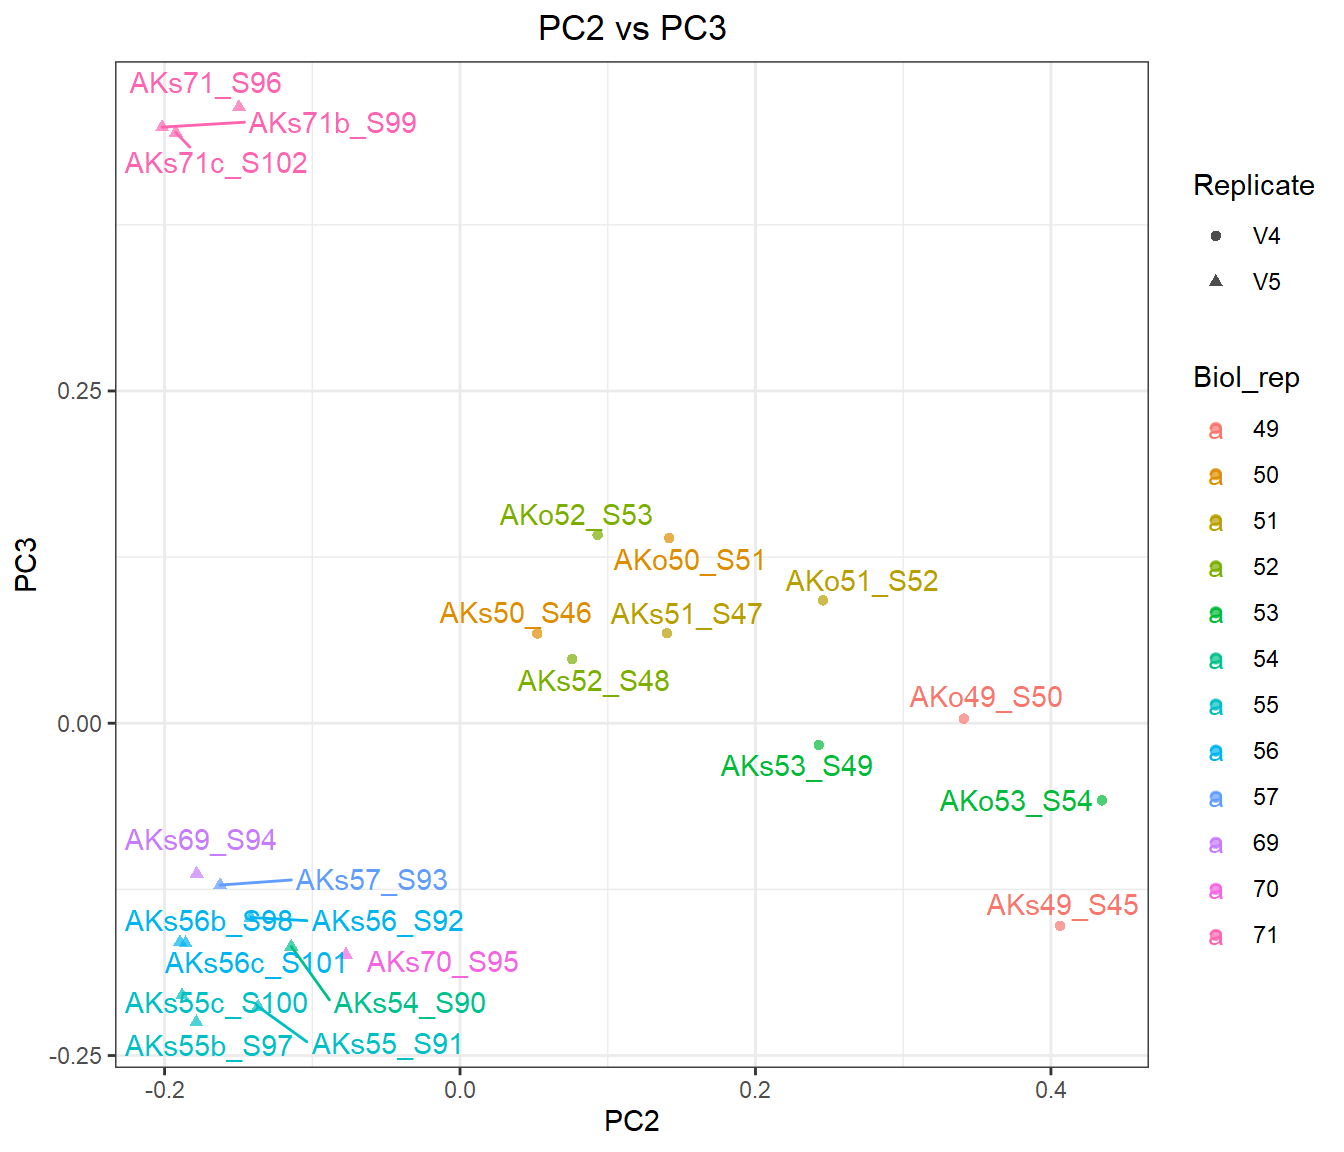 PC2 vs PC3
AKs71_S96
AKs71b_S99
AKs71c_S102
AKo52_S53
AKo50_S51
AKo51_S52
AKs50_S46
AKs51_S47
AKs52_S48
AKo49_S50
AKs53_S49
AKo53_S54
AKs69_S94
AKs57_S93
AKs49_S45
AKs56b_S98
AKs56_S92
AKs56c_S101
AKs70_S95
AKs55c_S100
AKs54_S90
AKs55b_S97
AKs55_S91
0.25
0.00
-0.25
PC3
-0.2
0.0
0.2
0.4
PC2
Replicate
V4
V5
Biol_rep
a 49
a 50
a 51
a 52
a 53
a 54
a 55
a 56
a 57
a 69
a 70
a 71